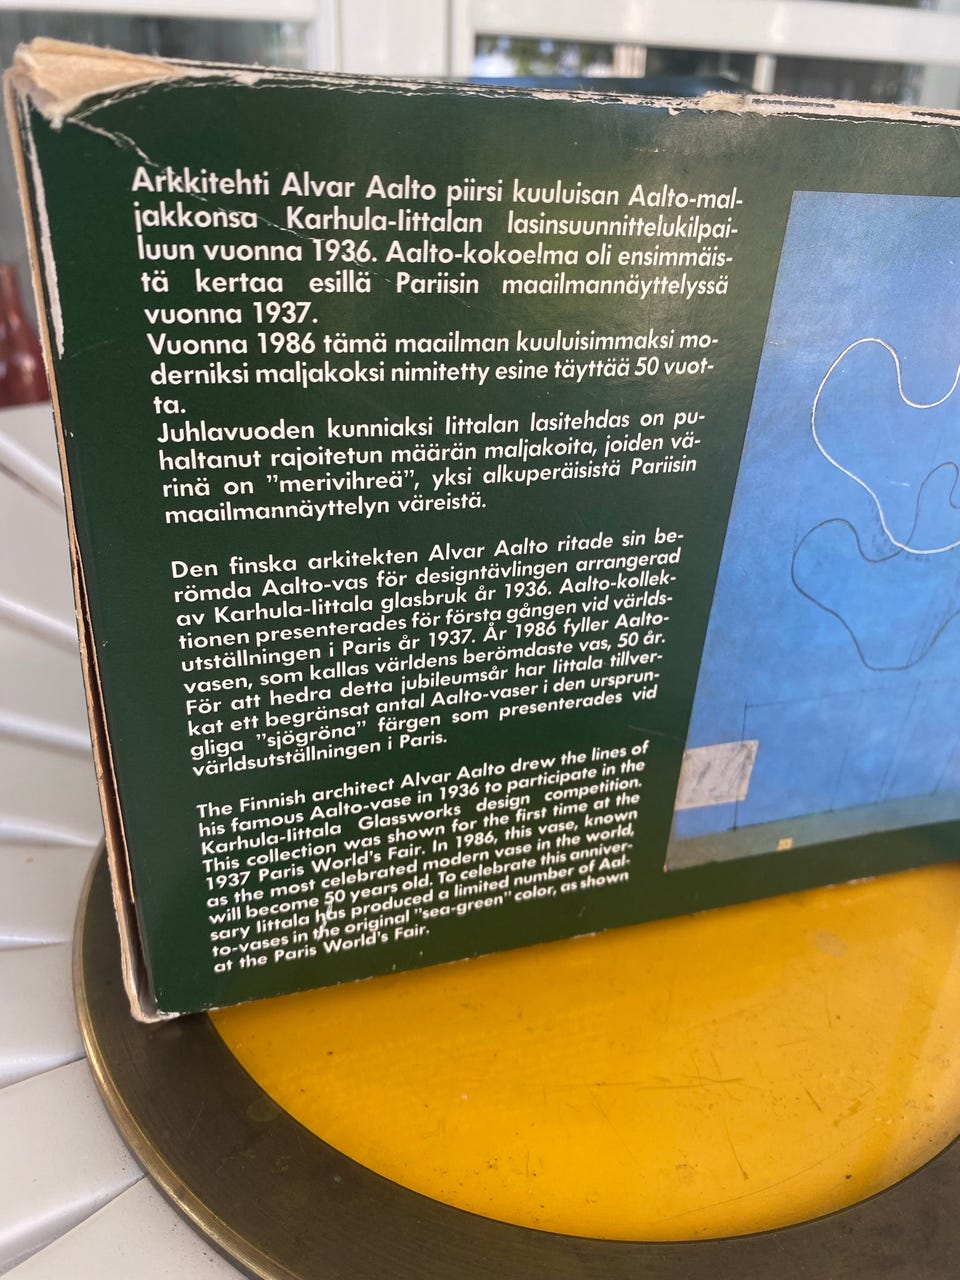 Arkkitehti Alvar Aalto piirsi kuuluisan Aalto-mal-
jakkonsa Karhula-Iittalan lasinsuunnittelukilpai-
luun vuonna 1936. Aalto-kokoelma oli ensimmäis-
tä kertaa esillä Pariisin maailmannäyttelyssä
vuonna 1937.
Vuonna 1986 tämä maailman kuuluisimmaksi mo-
derniksi maljakoksi nimitetty esine täyttää 50 vuot-
ta.
Juhlavuoden kunniaksi Iittalan lasitehdas on pu-
haltanut rajoitetun määrän maljakoita, joiden vä-
rinä on ”merivihreä”, yksi alkuperäisistä Pariisin
maailmannäyttelyn väreistä.
Den finska arkitekten Alvar Aalto ritade sin be-
römda Aalto-vas för designtävlingen arrangerad
av Karhula-Iittala glasbruk år 1936. Aalto-kollek-
tionen presenterades för första gången vid världs-
utställningen i Paris år 1937. År 1986 fyller Aalto-
vasen, som kallas världens berömdaste vas, 50 år.
För att hedra detta jubileumsår har Iittala tillver-
kat ett begränsat antal Aalto-vaser i den ursprun-
gliga ”sjögröna” färgen som presenterades vid
världsutställningen i Paris.
The Finnish architect Alvar Aalto drew the lines of
his famous Aalto-vase in 1936 to participate in the
Karhula-Iittala Glassworks design competition.
This collection was shown for the first time at the
1937 Paris World's Fair. In 1986, this vase, known
as the most celebrated modern vase in the world,
will become 50 years old. To celebrate this anniver-
sary Iittala has produced a limited number of Aal-
to-vases in the original "sea-green" color, as shown
at the Paris World's Fair.